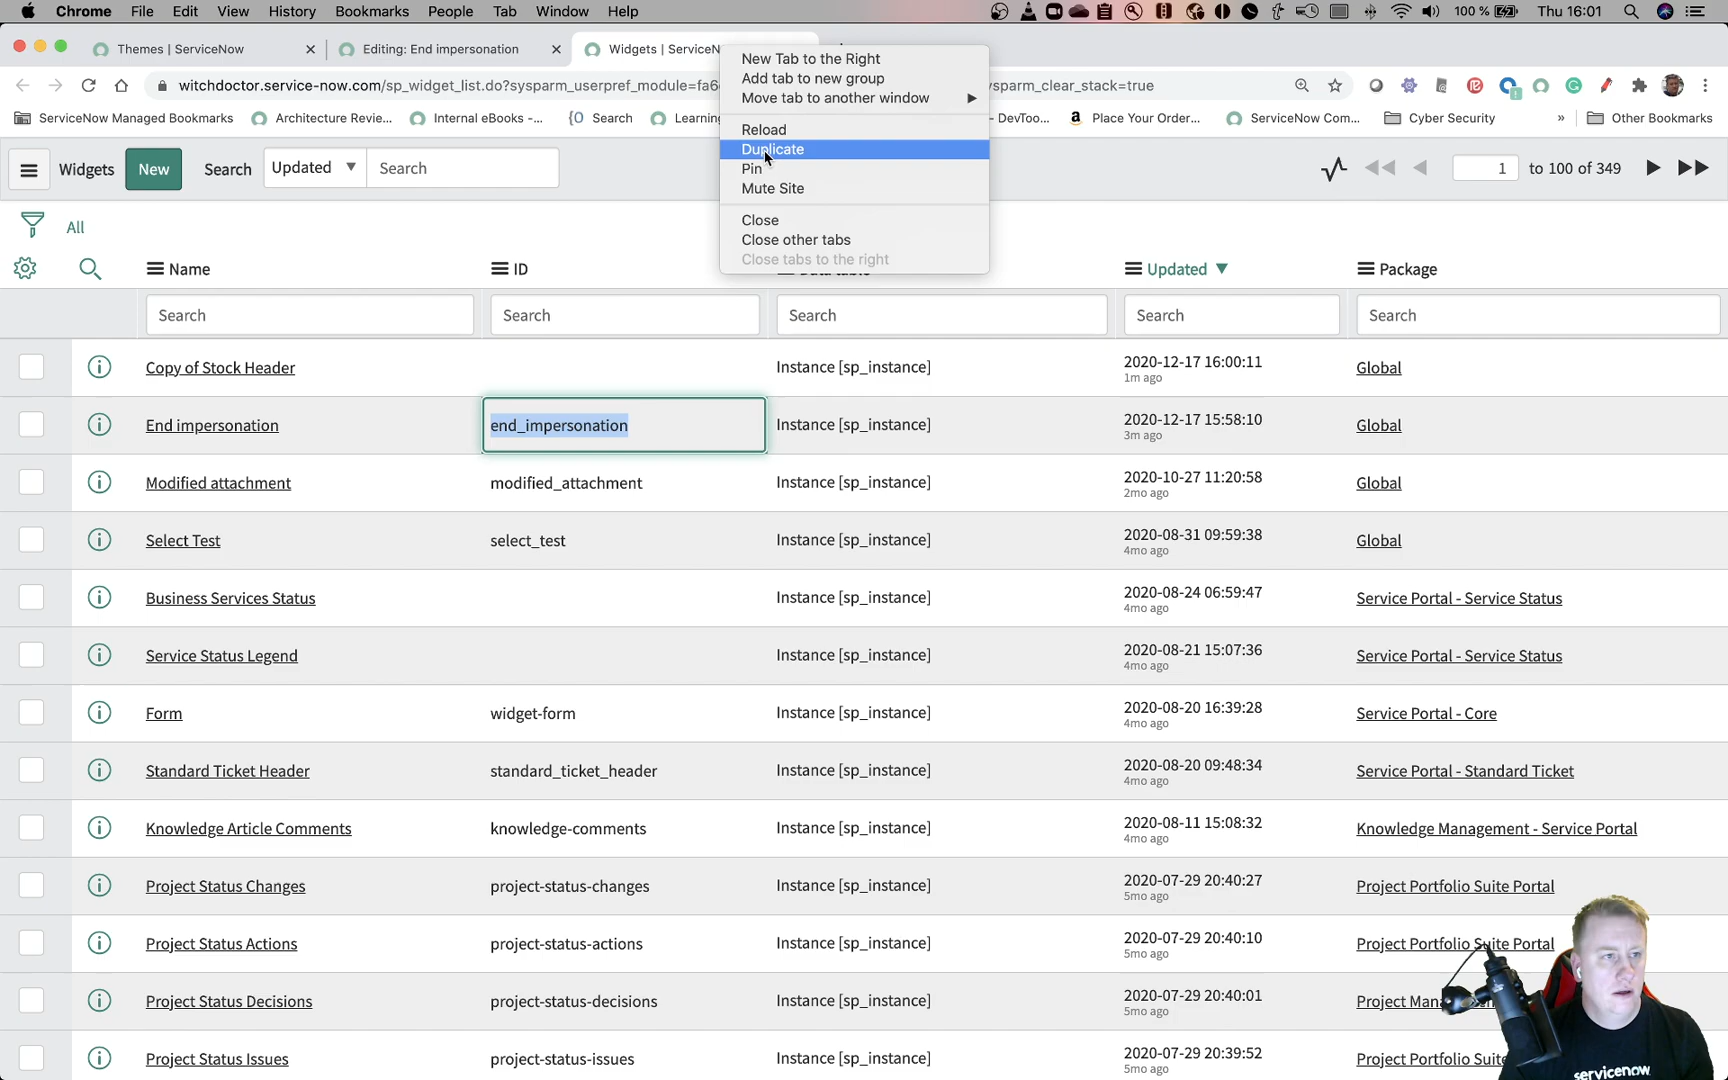 Chrome File Edit View History Bookmarks People Tab Window Help 100 % Thu 16:01
Themes | ServiceNow Editing: End impersonation Widgets | ServiceN
witchdoctor.service-now.com/sp_widget_list.do?sysparm_userpref_module=fa6 sysparm_clear_stack=true
ServiceNow Managed Bookmarks Architecture Revie... Internal eBooks -... Search Learning - DevToo... Place Your Order... ServiceNow Com... Cyber Security » Other Bookmarks
New Tab to the Right
Add tab to new group
Move tab to another window
Reload
Duplicate
Pin
Mute Site
Close
Close other tabs
Close tabs to the right
Widgets New Search Updated Search 1 to 100 of 349
All
Name ID Data table Updated Package
Search Search Search Search Search
Copy of Stock Header Instance [sp_instance] 2020-12-17 16:00:11 Global
1m ago
End impersonation end_impersonation Instance [sp_instance] 2020-12-17 15:58:10 Global
3m ago
Modified attachment modified_attachment Instance [sp_instance] 2020-10-27 11:20:58 Global
2mo ago
Select Test select_test Instance [sp_instance] 2020-08-31 09:59:38 Global
4mo ago
Business Services Status Instance [sp_instance] 2020-08-24 06:59:47 Service Portal - Service Status
4mo ago
Service Status Legend Instance [sp_instance] 2020-08-21 15:07:36 Service Portal - Service Status
4mo ago
Form widget-form Instance [sp_instance] 2020-08-20 16:39:28 Service Portal - Core
4mo ago
Standard Ticket Header standard_ticket_header Instance [sp_instance] 2020-08-20 09:48:34 Service Portal - Standard Ticket
4mo ago
Knowledge Article Comments knowledge-comments Instance [sp_instance] 2020-08-11 15:08:32 Knowledge Management - Service Portal
4mo ago
Project Status Changes project-status-changes Instance [sp_instance] 2020-07-29 20:40:27 Project Portfolio Suite Portal
5mo ago
Project Status Actions project-status-actions Instance [sp_instance] 2020-07-29 20:40:10 Project Portfolio Suite Portal
5mo ago
Project Status Decisions project-status-decisions Instance [sp_instance] 2020-07-29 20:40:01 Project Man
5mo ago
Project Status Issues project-status-issues Instance [sp_instance] 2020-07-29 20:39:52 Project Portfolio Suite
5mo ago
servicenow